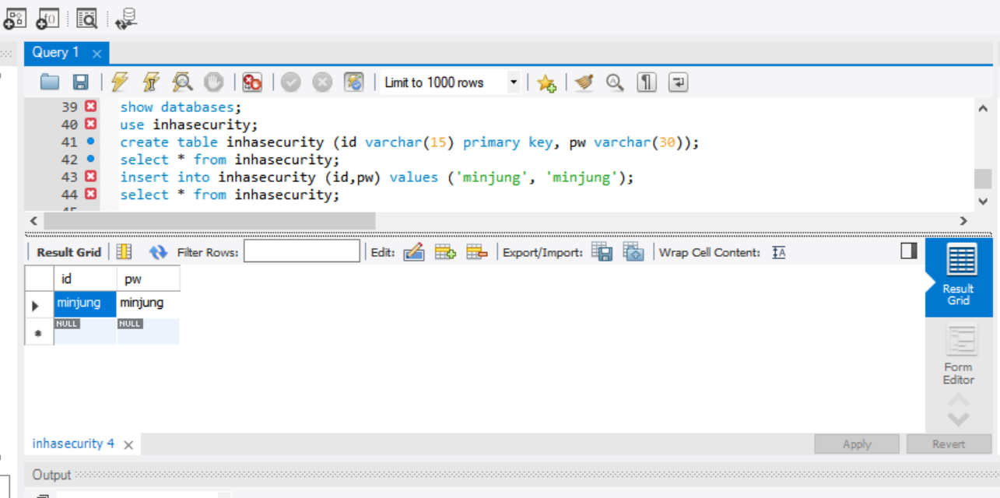 Query 1
Limit to 1000 rows
39 show databases;
40 use inhasecurity;
41 create table inhasecurity (id varchar(15) primary key, pw varchar(30));
42 select * from inhasecurity;
43 insert into inhasecurity (id,pw) values ('minjung', 'minjung');
44 select * from inhasecurity;
45
Result Grid Filter Rows: Edit: Export/Import: Wrap Cell Content: IA
id pw
minjung minjung
NULL NULL
Result
Grid
Form
Editor
inhasecurity 4
Apply Revert
Output